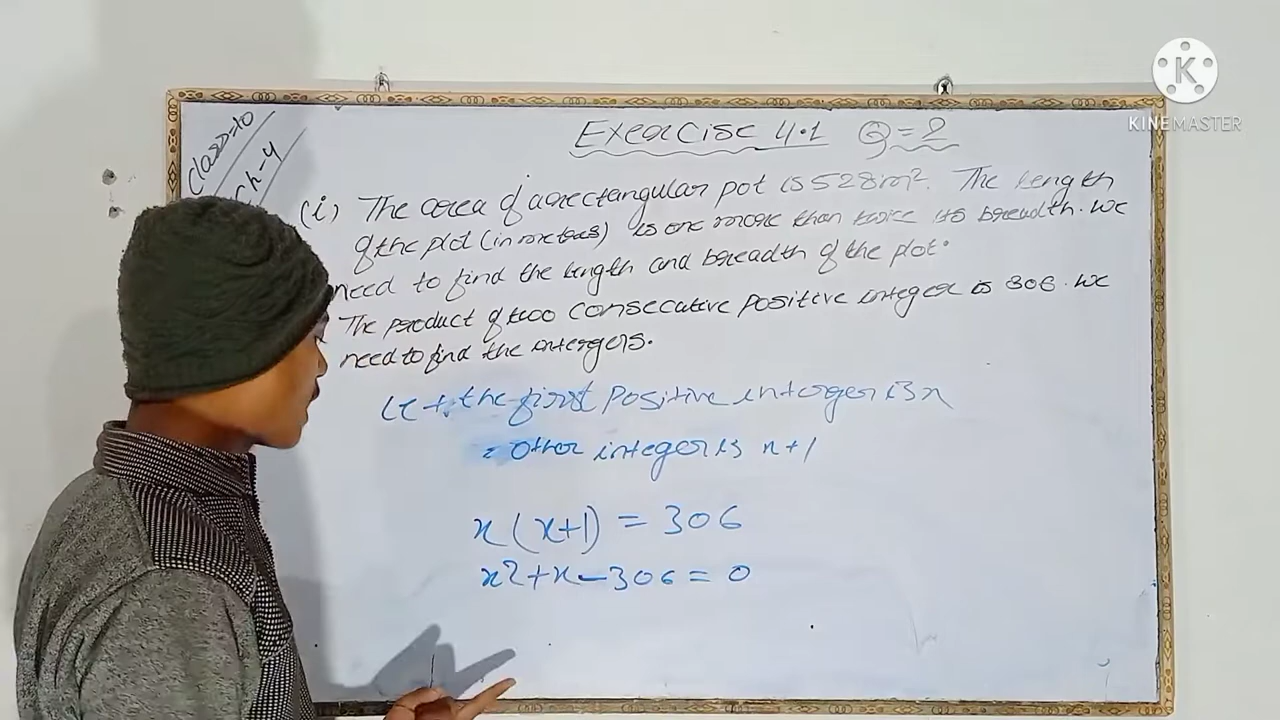 Class=10
Ch-4
Exercise 4.1 Q=2
(i) The area of a rectangular pot is 528m². The length
of the plot (in metres) is one more than twice its breadth. We
need to find the length and breadth of the plot.
The product of two consecutive positive integer is 306. We
need to find the intergers.
Let the first positive integer is x
= other integer is x+1
x(x+1) = 306
x2+x-306=0
KINEMASTER